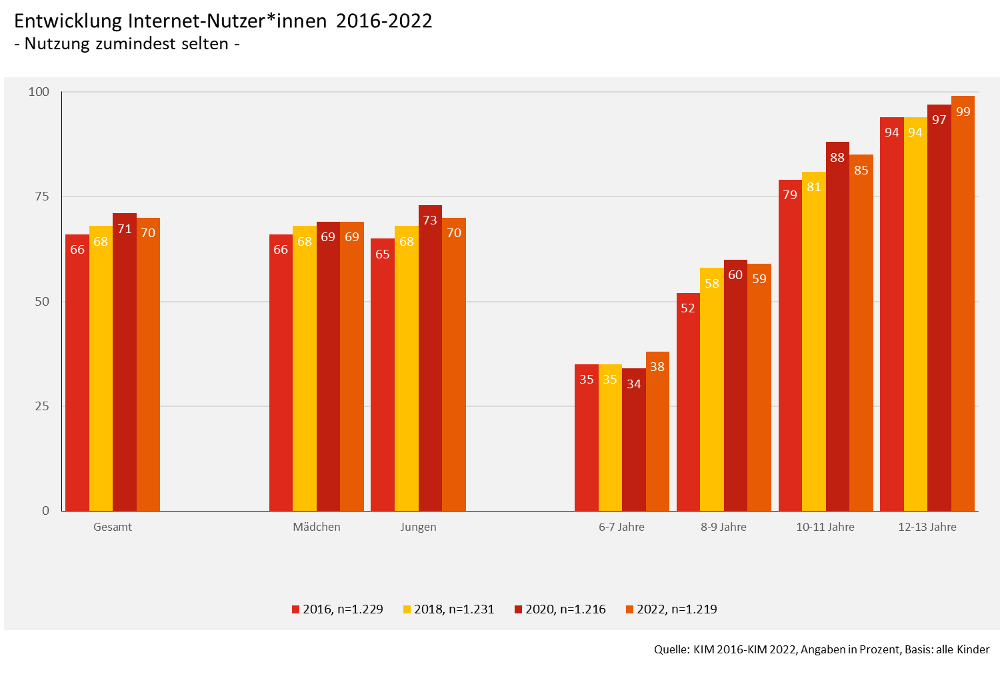 Entwicklung Internet-Nutzer*innen 2016-2022
- Nutzung zumindest selten -
100
75
50
25
0
66 68 71 70
66 68 69 69
65 68 73 70
35 35 34 38
52 58 60 59
79 81 88 85
94 94 97 99
Gesamt Mädchen Jungen 6-7 Jahre 8-9 Jahre 10-11 Jahre 12-13 Jahre
2016, n=1.229 2018, n=1.231 2020, n=1.216 2022, n=1.219
Quelle: KIM 2016-KIM 2022, Angaben in Prozent, Basis: alle Kinder